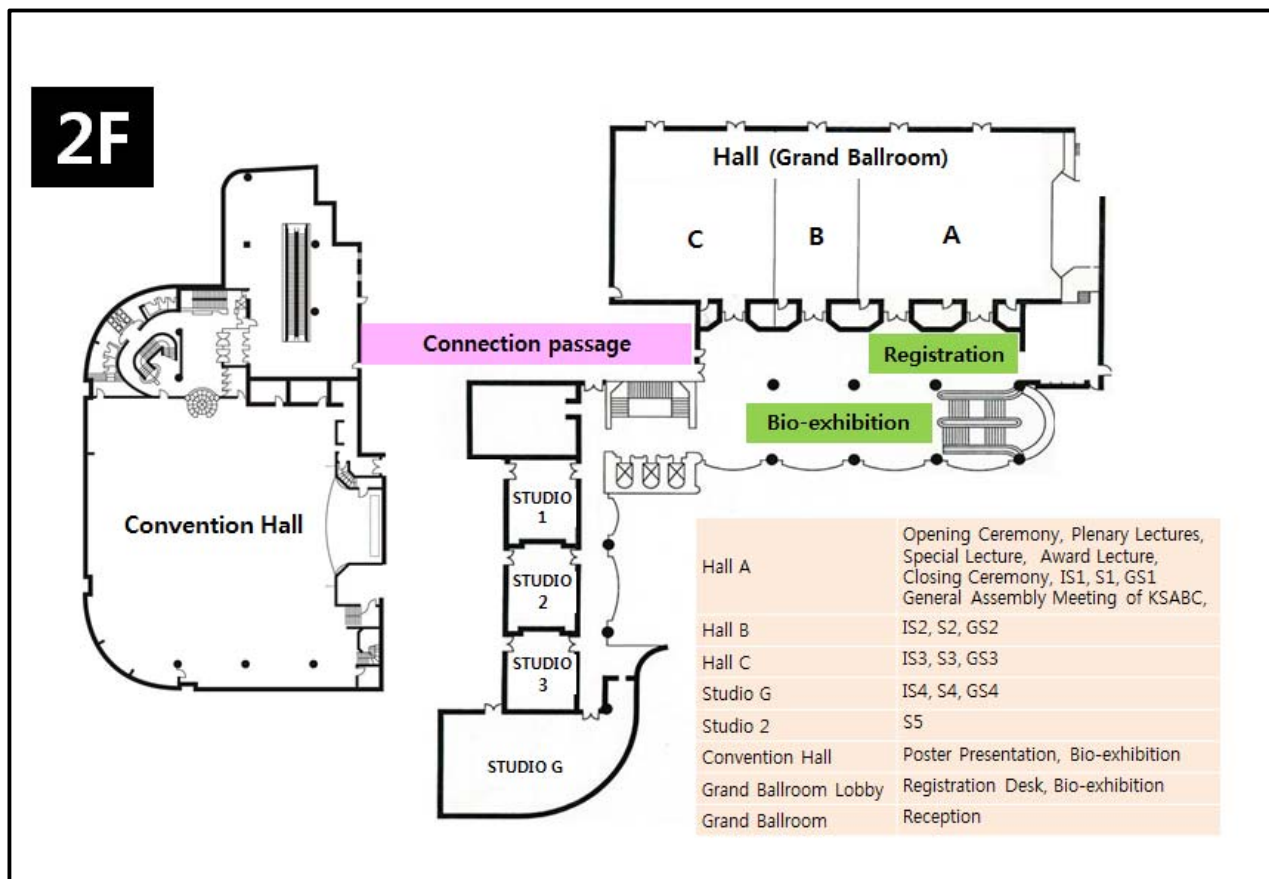 2F
Hall (Grand Ballroom)
C
B
A
Connection passage
Registration
Bio-exhibition
Convention Hall
STUDIO
1
STUDIO
2
STUDIO
3
STUDIO G
Hall A
Opening Ceremony, Plenary Lectures,
Special Lecture, Award Lecture,
Closing Ceremony, IS1, S1, GS1
General Assembly Meeting of KSABC,
Hall B
IS2, S2, GS2
Hall C
IS3, S3, GS3
Studio G
IS4, S4, GS4
Studio 2
S5
Convention Hall
Poster Presentation, Bio-exhibition
Grand Ballroom Lobby
Registration Desk, Bio-exhibition
Grand Ballroom
Reception